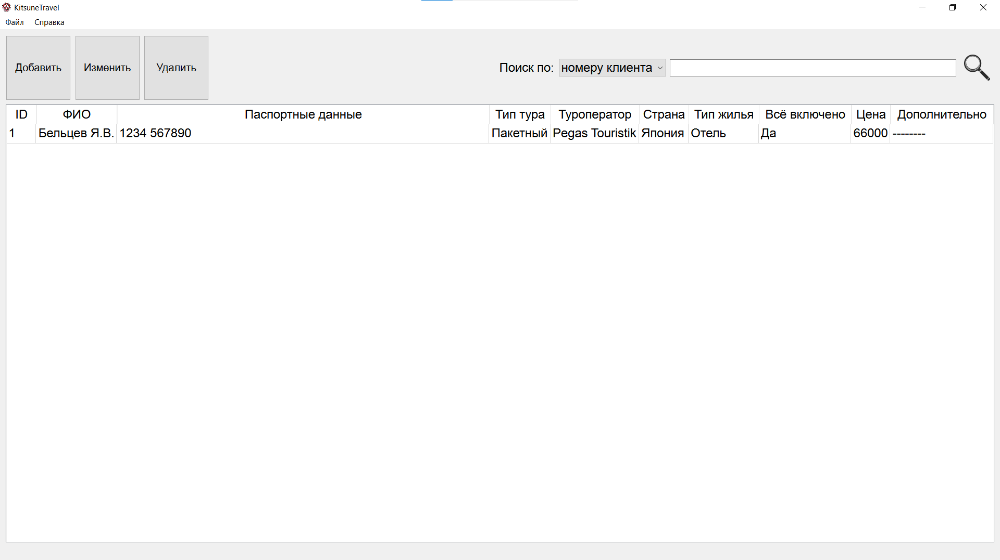 KitsuneTravel
Файл Справка
Добавить Изменить Удалить Поиск по: номеру клиента
ID ФИО Паспортные данные Тип тура Туроператор Страна Тип жилья Всё включено Цена Дополнительно
1 Бельцев Я.В. 1234 567890 Пакетный Pegas Touristik Япония Отель Да 66000 --------